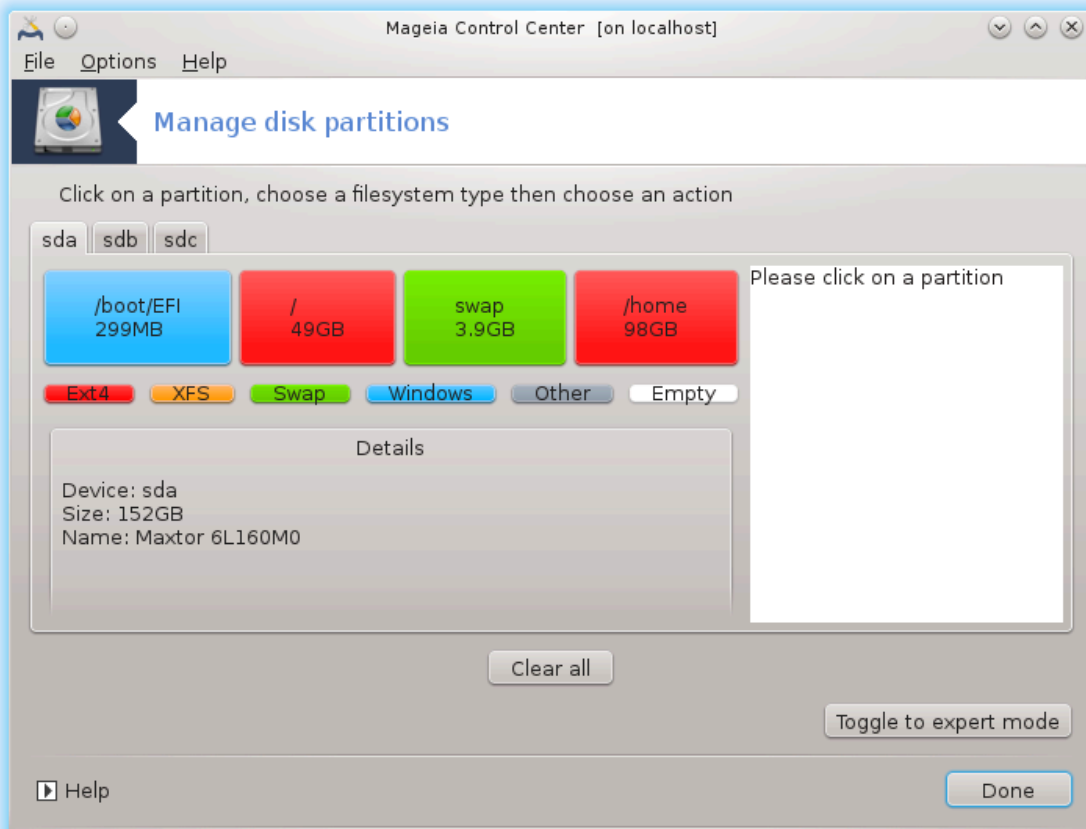 Mageia Control Center [on localhost]
File Options Help
Manage disk partitions
Click on a partition, choose a filesystem type then choose an action
sda sdb sdc
/boot/EFI
299MB
/
49GB
swap
3.9GB
/home
98GB
Please click on a partition
Ext4 XFS Swap Windows Other Empty
Details
Device: sda
Size: 152GB
Name: Maxtor 6L160M0
Clear all
Toggle to expert mode
Help
Done